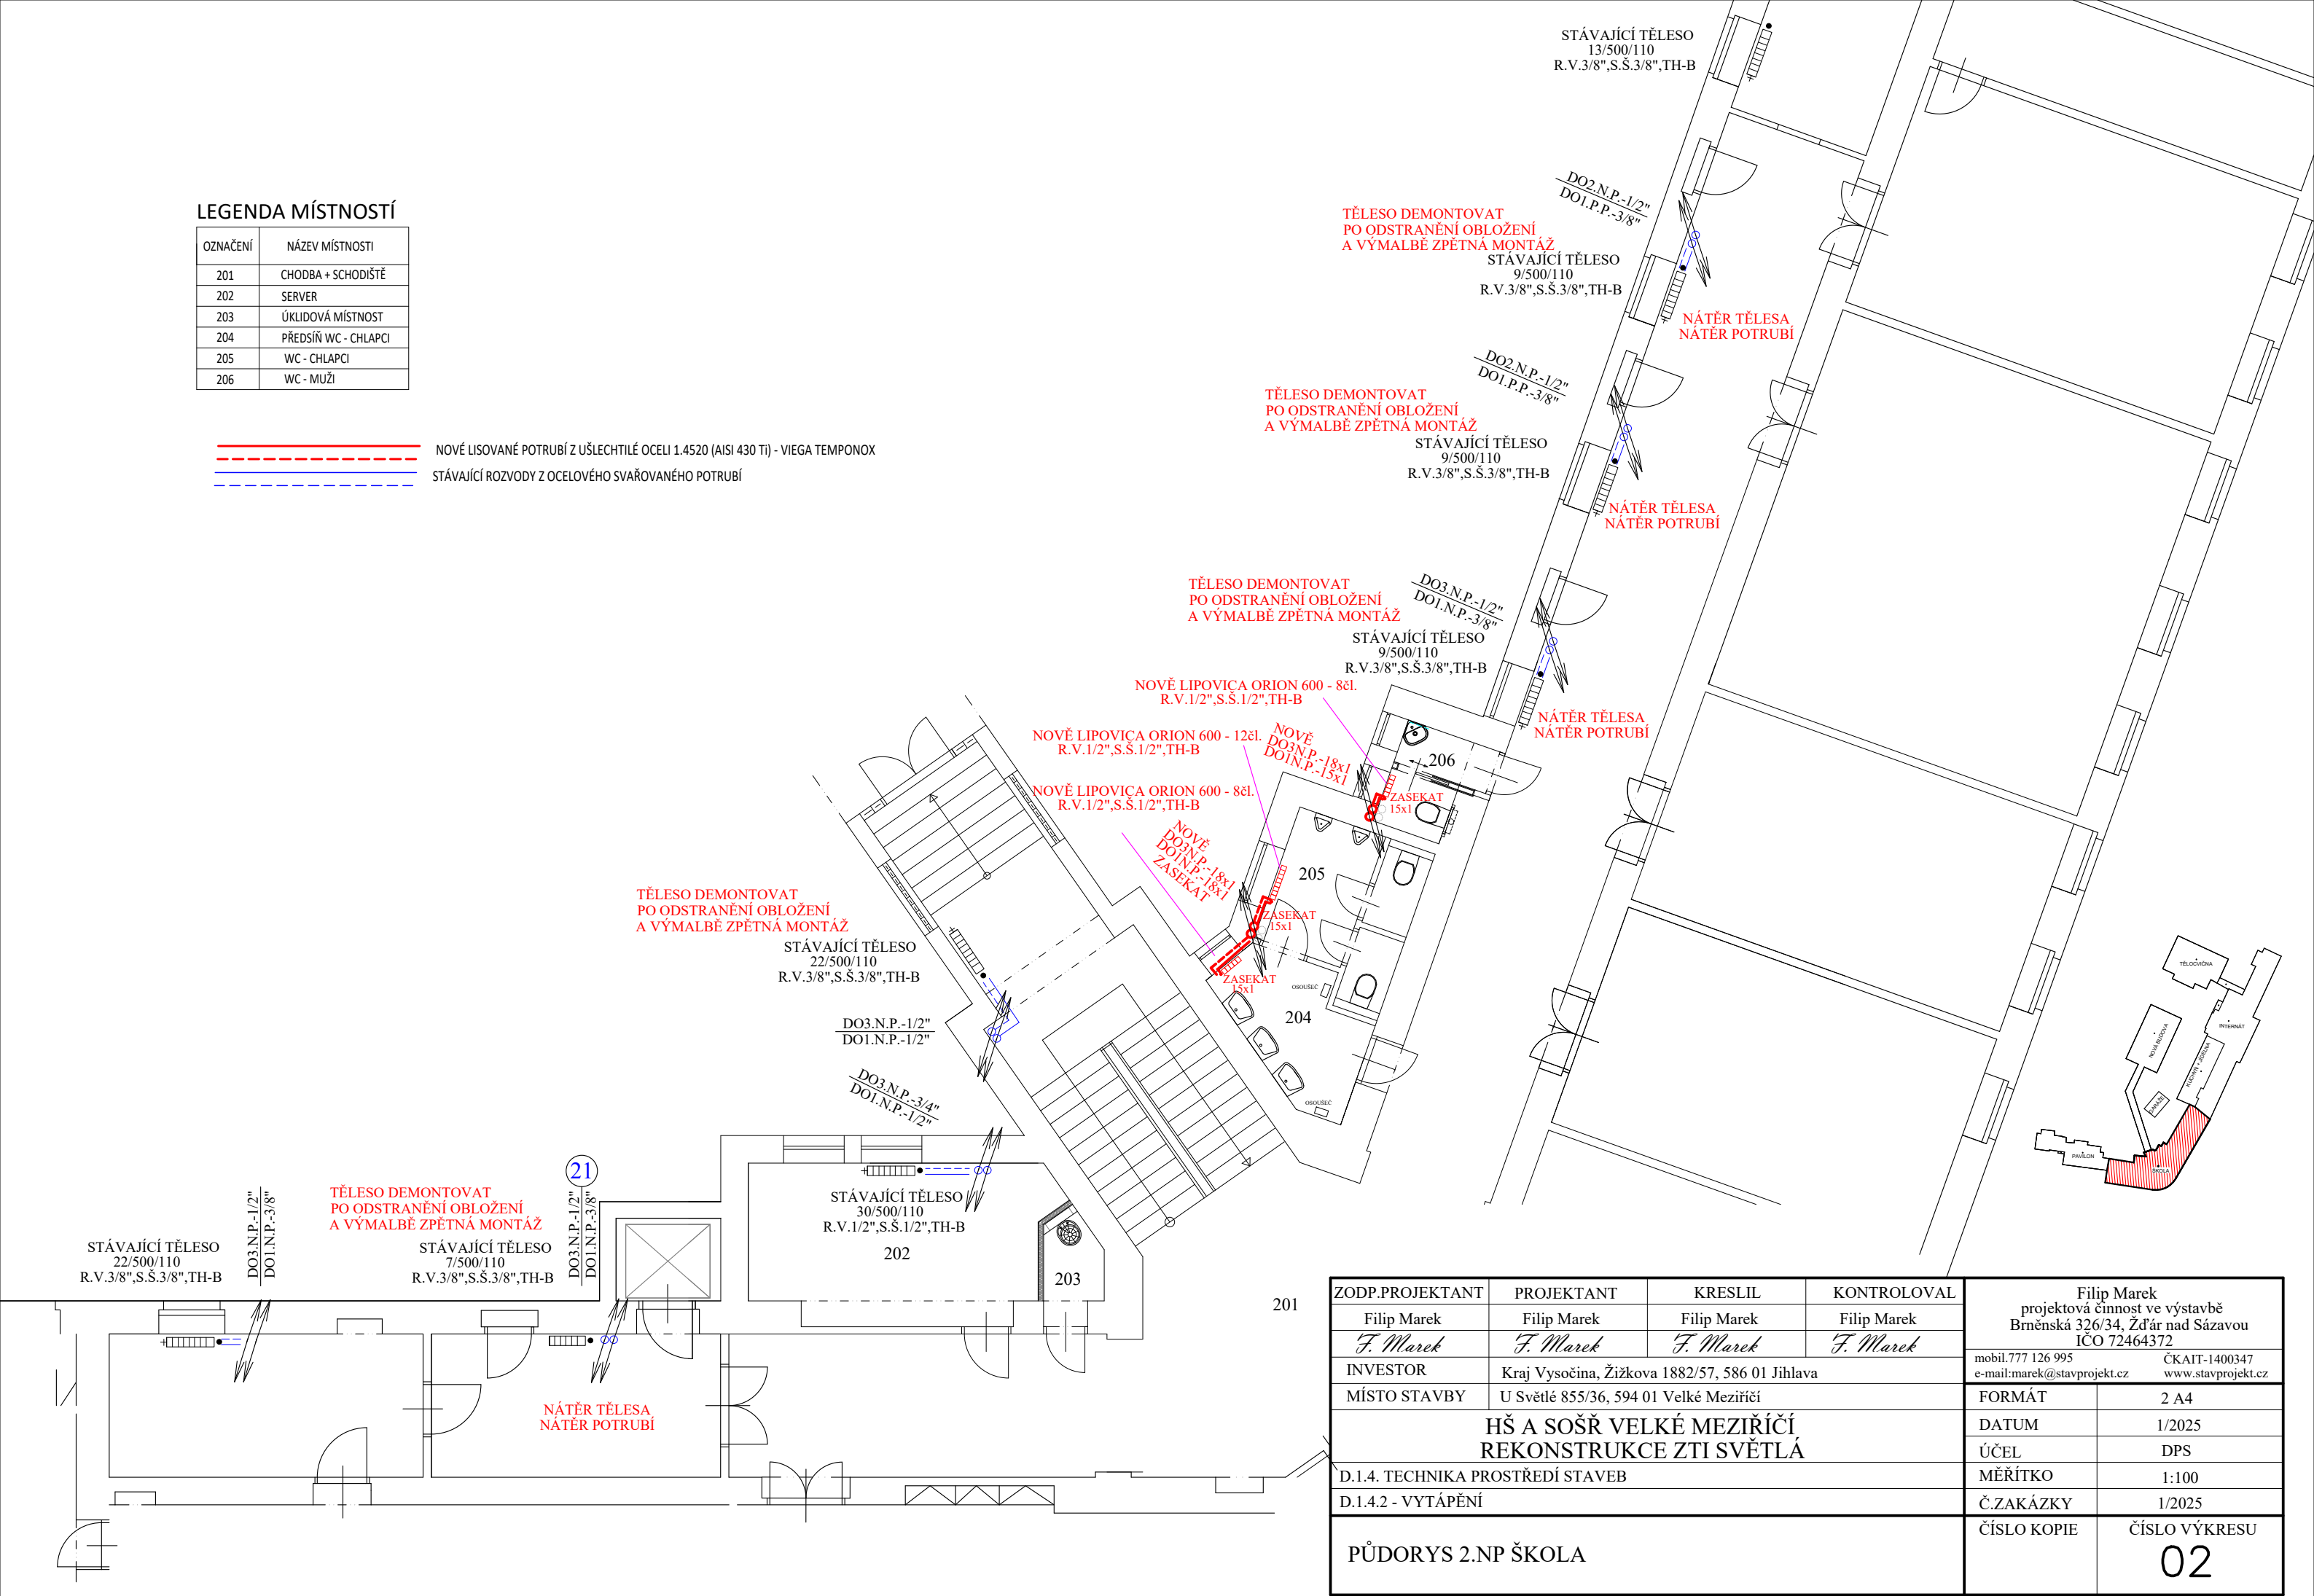 STÁVAJÍCÍ TĚLESO
13/500/110
R.V.3/8",S.Š.3/8",TH-B
DO2.N.P.-1/2"
DO1.P.P.-3/8"
TĚLESO DEMONTOVAT
PO ODSTRANĚNÍ OBLOŽENÍ
A VÝMALBĚ ZPĚTNÁ MONTÁŽ
STÁVAJÍCÍ TĚLESO
9/500/110
R.V.3/8",S.Š.3/8",TH-B
NÁTĚR TĚLESA
NÁTĚR POTRUBÍ
LEGENDA MÍSTNOSTÍ
OZNAČENÍ NÁZEV MÍSTNOSTI
201 CHODBA + SCHODIŠTĚ
202 SERVER
203 ÚKLIDOVÁ MÍSTNOST
204 PŘEDSÍŇ WC - CHLAPCI
205 WC - CHLAPCI
206 WC - MUŽI
NOVÉ LISOVANÉ POTRUBÍ Z UŠLECHTILÉ OCELI 1.4520 (AISI 430 Ti) - VIEGA TEMPONOX
STÁVAJÍCÍ ROZVODY Z OCELOVÉHO SVAŘOVANÉHO POTRUBÍ
DO2.N.P.-1/2"
DO1.P.P.-3/8"
TĚLESO DEMONTOVAT
PO ODSTRANĚNÍ OBLOŽENÍ
A VÝMALBĚ ZPĚTNÁ MONTÁŽ
STÁVAJÍCÍ TĚLESO
9/500/110
R.V.3/8",S.Š.3/8",TH-B
NÁTĚR TĚLESA
NÁTĚR POTRUBÍ
DO3.N.P.-1/2"
DO1.N.P.-3/8"
TĚLESO DEMONTOVAT
PO ODSTRANĚNÍ OBLOŽENÍ
A VÝMALBĚ ZPĚTNÁ MONTÁŽ
STÁVAJÍCÍ TĚLESO
9/500/110
R.V.3/8",S.Š.3/8",TH-B
NÁTĚR TĚLESA
NÁTĚR POTRUBÍ
NOVĚ LIPOVICA ORION 600 - 8čl.
R.V.1/2",S.Š.1/2",TH-B
NOVĚ LIPOVICA ORION 600 - 12čl.
R.V.1/2",S.Š.1/2",TH-B
NOVĚ
DO3N.P.-18x1
DO1N.P.-15x1
206
ZASEKAT
15x1
NOVĚ LIPOVICA ORION 600 - 8čl.
R.V.1/2",S.Š.1/2",TH-B
NOVĚ
DO3N.P.-18x1
DO1N.P.-18x1
ZASEKAT
205
ZASEKAT
15x1
ZASEKAT
15x1
OSOUŠEČ
204
OSOUŠEČ
TĚLESO DEMONTOVAT
PO ODSTRANĚNÍ OBLOŽENÍ
A VÝMALBĚ ZPĚTNÁ MONTÁŽ
STÁVAJÍCÍ TĚLESO
22/500/110
R.V.3/8",S.Š.3/8",TH-B
DO3.N.P.-1/2"
DO1.N.P.-1/2"
DO3.N.P.-3/4"
DO1.N.P.-1/2"
STÁVAJÍCÍ TĚLESO
30/500/110
R.V.1/2",S.Š.1/2",TH-B
202
203
201
21
DO3.N.P.-1/2"
DO1.N.P.-3/8"
TĚLESO DEMONTOVAT
PO ODSTRANĚNÍ OBLOŽENÍ
A VÝMALBĚ ZPĚTNÁ MONTÁŽ
STÁVAJÍCÍ TĚLESO
7/500/110
R.V.3/8",S.Š.3/8",TH-B
DO3.N.P.-1/2"
DO1.N.P.-3/8"
STÁVAJÍCÍ TĚLESO
22/500/110
R.V.3/8",S.Š.3/8",TH-B
NÁTĚR TĚLESA
NÁTĚR POTRUBÍ
TĚLOCVIČNA
INTERNÁT
NOVÁ BUDOVA
KUCHYŇ + JÍDELNA
GARÁŽE
PAVILON
ŠKOLA
ZODP.PROJEKTANT PROJEKTANT KRESLIL KONTROLOVAL
Filip Marek Filip Marek Filip Marek Filip Marek
F. Marek F. Marek F. Marek F. Marek
INVESTOR Kraj Vysočina, Žižkova 1882/57, 586 01 Jihlava
MÍSTO STAVBY U Světlé 855/36, 594 01 Velké Meziříčí
HŠ A SOŠŘ VELKÉ MEZIŘÍČÍ
REKONSTRUKCE ZTI SVĚTLÁ
D.1.4. TECHNIKA PROSTŘEDÍ STAVEB
D.1.4.2 - VYTÁPĚNÍ
PŮDORYS 2.NP ŠKOLA
Filip Marek
projektová činnost ve výstavbě
Brněnská 326/34, Žďár nad Sázavou
IČO 72464372
mobil.777 126 995 ČKAIT-1400347
e-mail:marek@stavprojekt.cz www.stavprojekt.cz
FORMÁT 2 A4
DATUM 1/2025
ÚČEL DPS
MĚŘÍTKO 1:100
Č.ZAKÁZKY 1/2025
ČÍSLO KOPIE ČÍSLO VÝKRESU
02